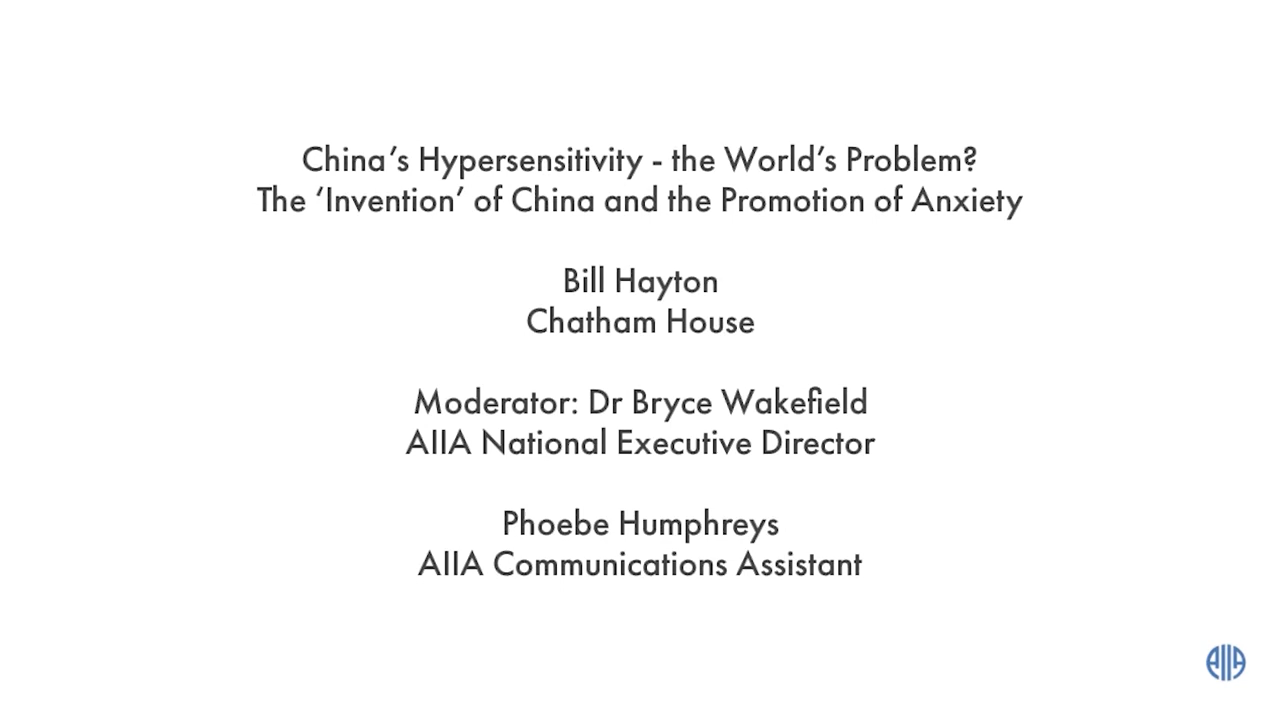 China’s Hypersensitivity - the World’s Problem?
The ‘Invention’ of China and the Promotion of Anxiety
Bill Hayton
Chatham House
Moderator: Dr Bryce Wakefield
AIIA National Executive Director
Phoebe Humphreys
AIIA Communications Assistant
AIIA